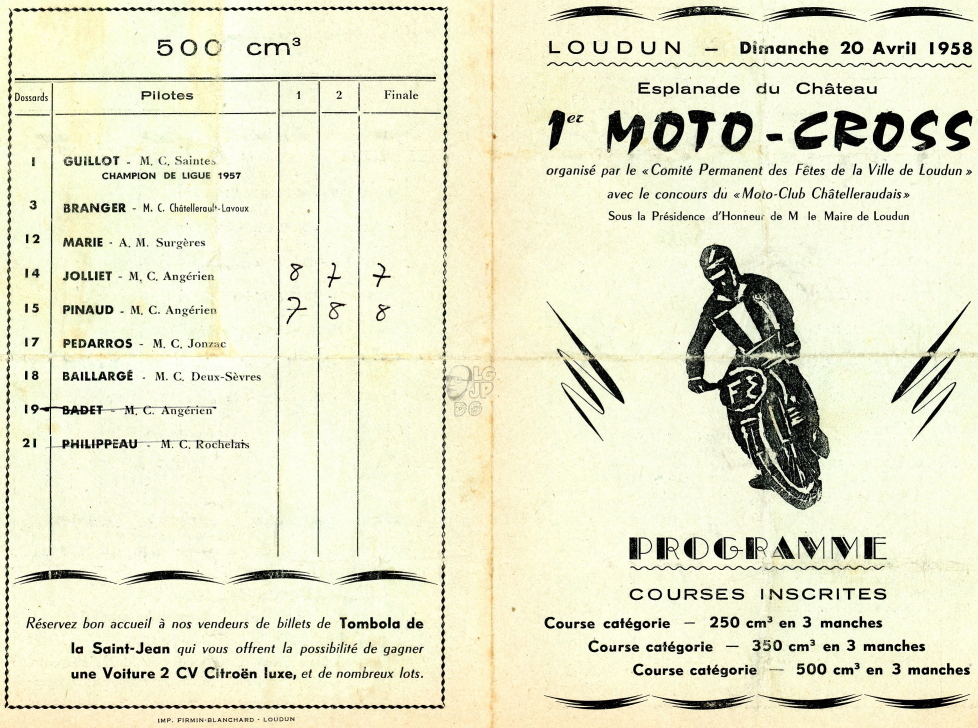 500 cm³
Dossards Pilotes 1 2 Finale
1 GUILLOT - M. C. Saintes
CHAMPION DE LIGUE 1957
3 BRANGER - M. C. Châtellerault-Lavoux
12 MARIE - A. M. Surgères
14 JOLLIET - M. C. Angérien 8 7 7
15 PINAUD - M. C. Angérien 7 8 8
17 PEDARROS - M. C. Jonzac
18 BAILLARGÉ - M. C. Deux-Sèvres
19 BADET - M. C. Angérien
21 PHILIPPEAU - M. C. Rochelais
Réservez bon accueil à nos vendeurs de billets de Tombola de
la Saint-Jean qui vous offrent la possibilité de gagner
une Voiture 2 CV Citroën luxe, et de nombreux lots.
IMP. FIRMIN-BLANCHARD - LOUDUN
LG
JP
DG
LOUDUN — Dimanche 20 Avril 1958
Esplanade du Château
1er MOTO-CROSS
organisé par le «Comité Permanent des Fêtes de la Ville de Loudun»
avec le concours du «Moto-Club Châtelleraudais»
Sous la Présidence d'Honneur de M le Maire de Loudun
PROGRAMME
COURSES INSCRITES
Course catégorie — 250 cm³ en 3 manches
Course catégorie — 350 cm³ en 3 manches
Course catégorie — 500 cm³ en 3 manches